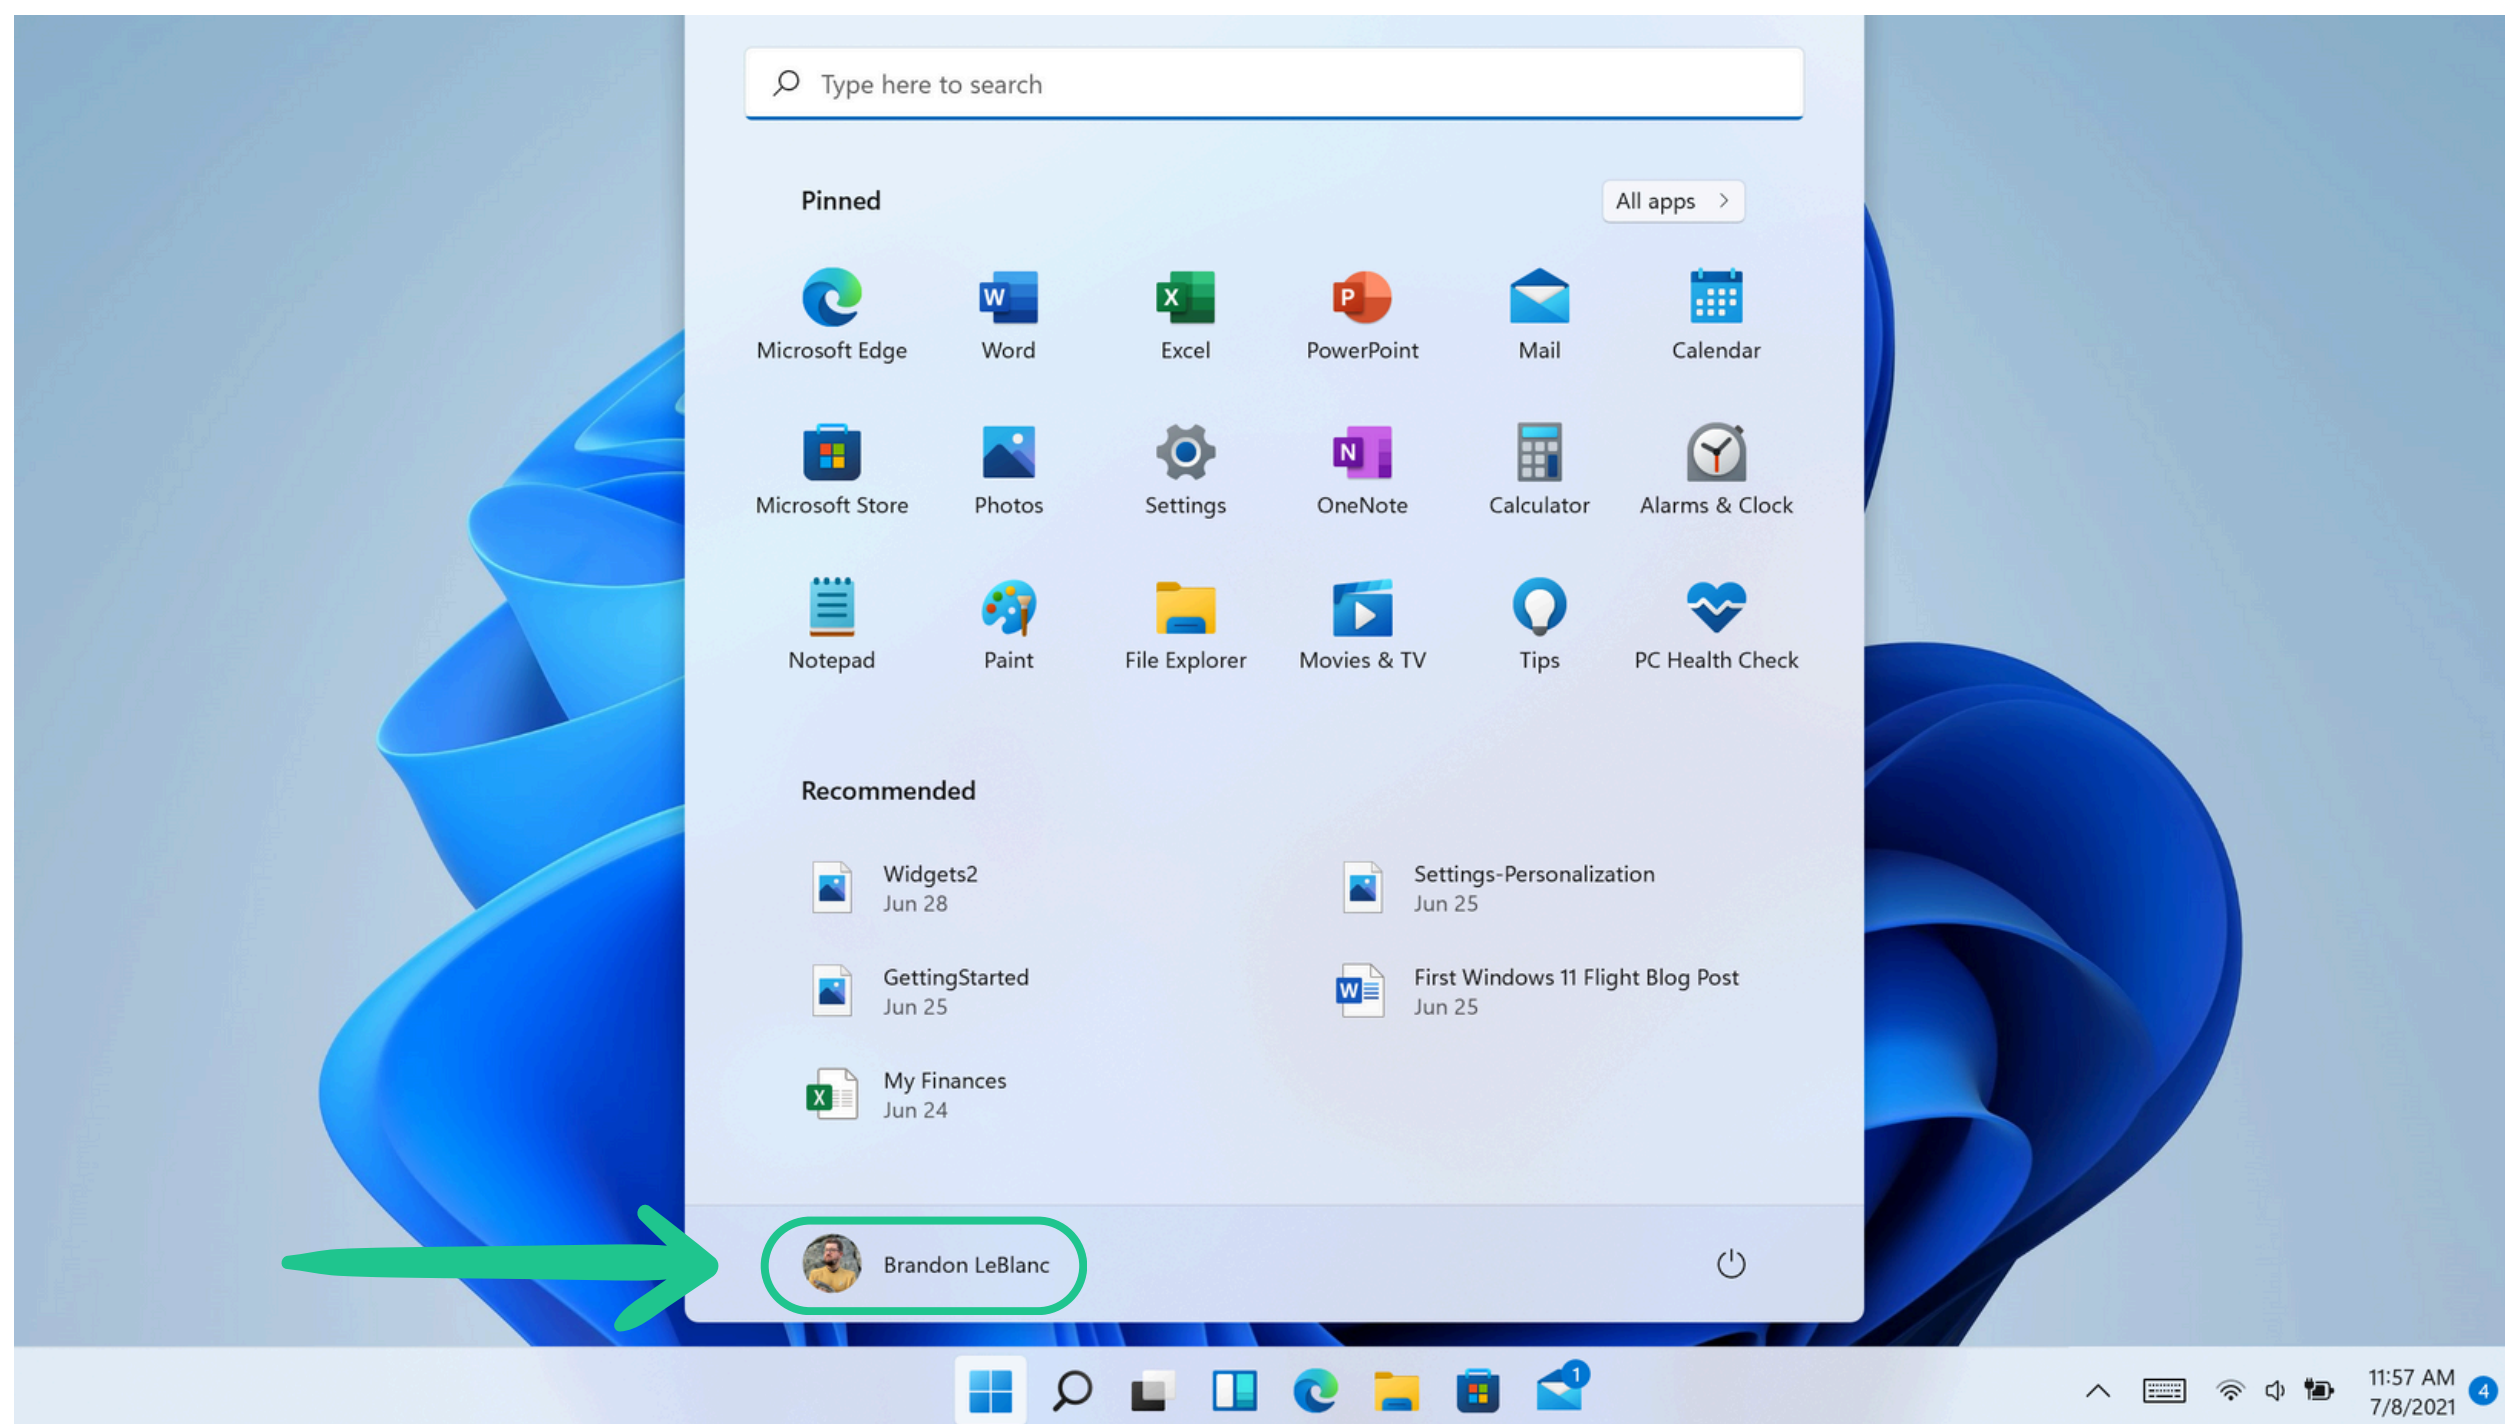 Type here to search
Pinned
All apps
Microsoft Edge
Word
Excel
PowerPoint
Mail
Calendar
Microsoft Store
Photos
Settings
OneNote
Calculator
Alarms & Clock
Notepad
Paint
File Explorer
Movies & TV
Tips
PC Health Check
Recommended
Widgets2
Jun 28
Settings-Personalization
Jun 25
GettingStarted
Jun 25
First Windows 11 Flight Blog Post
Jun 25
My Finances
Jun 24
Brandon LeBlanc
1
11:57 AM
7/8/2021
4